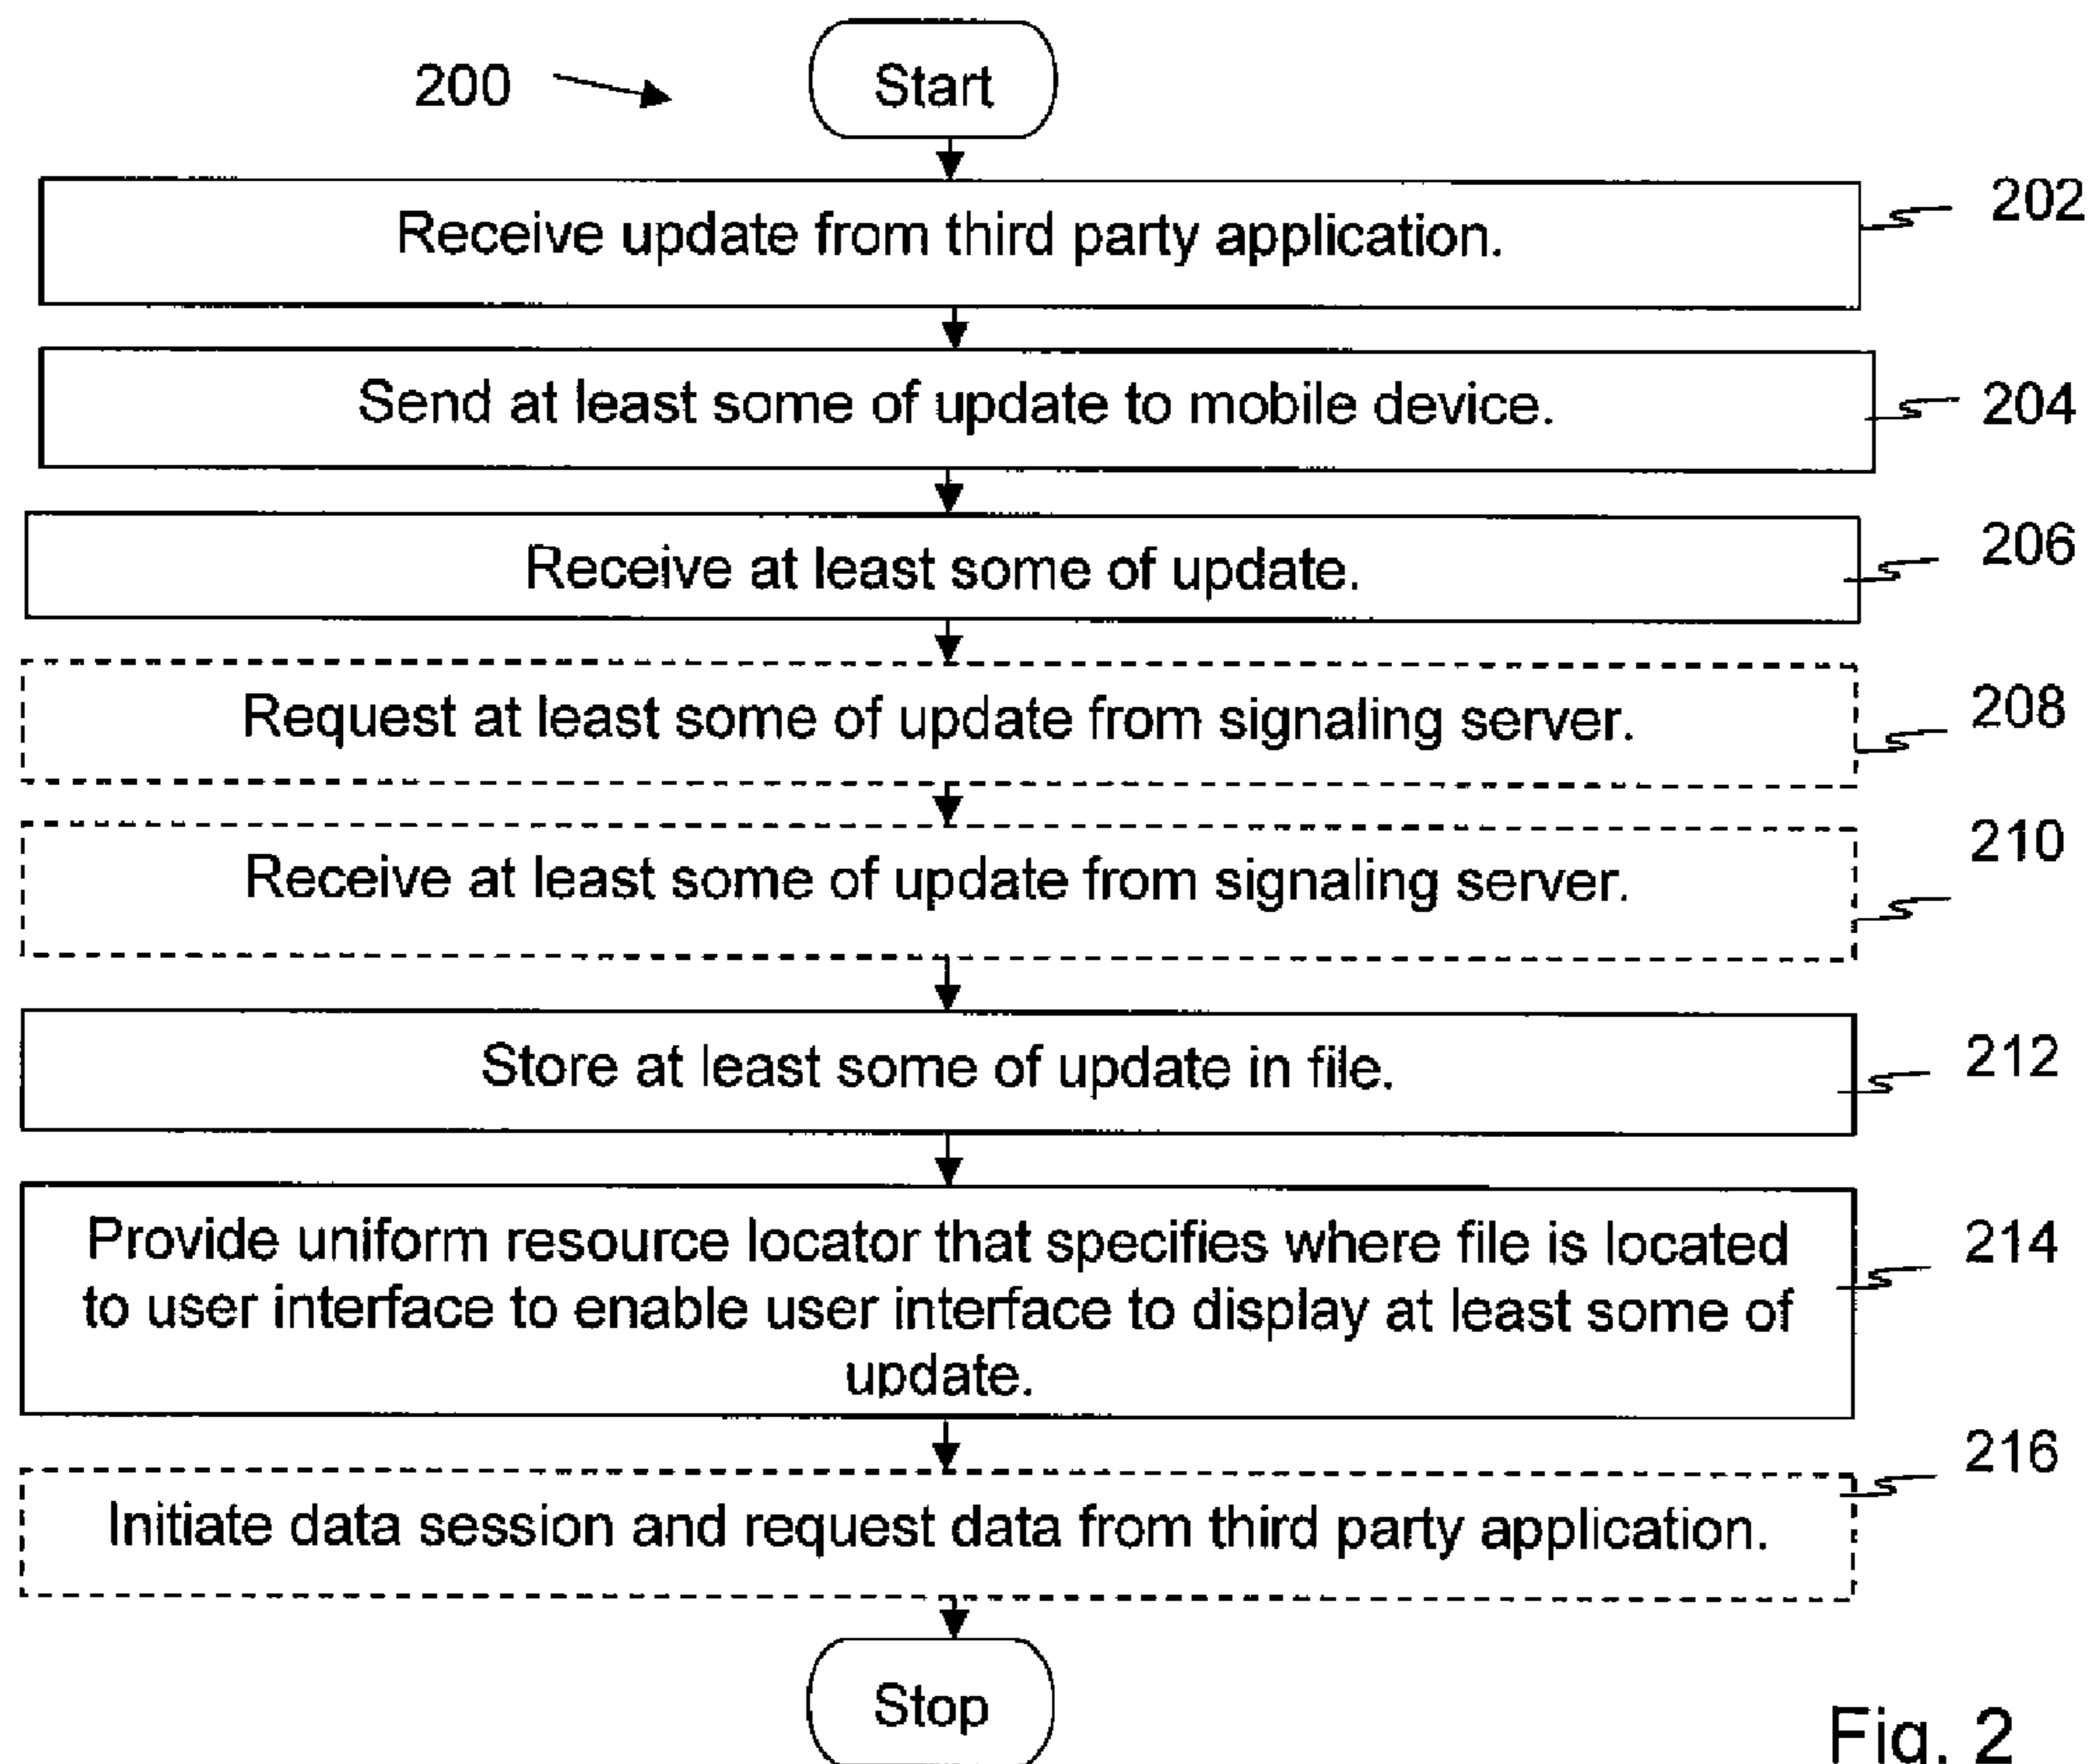 200
Start
Receive update from third party application.
202
Send at least some of update to mobile device.
204
Receive at least some of update.
206
Request at least some of update from signaling server.
208
Receive at least some of update from signaling server.
210
Store at least some of update in file.
212
Provide uniform resource locator that specifies where file is located
to user interface to enable user interface to display at least some of
update.
214
Initiate data session and request data from third party application.
216
Stop
Fig. 2